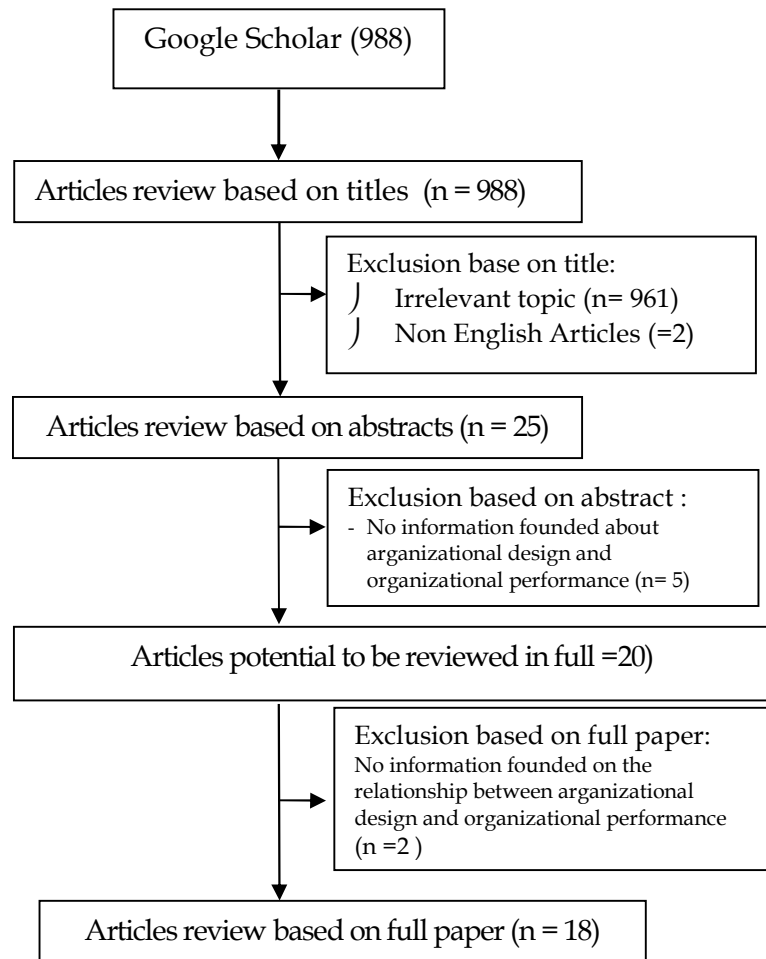 Google Scholar (988)
Articles review based on titles (n = 988)
Exclusion base on title:
⌡ Irrelevant topic (n= 961)
⌡ Non English Articles (=2)
Articles review based on abstracts (n = 25)
Exclusion based on abstract :
- No information founded about
arganizational design and
organizational performance (n= 5)
Articles potential to be reviewed in full =20)
Exclusion based on full paper:
No information founded on the
relationship between arganizational
design and organizational performance
(n =2 )
Articles review based on full paper (n = 18)